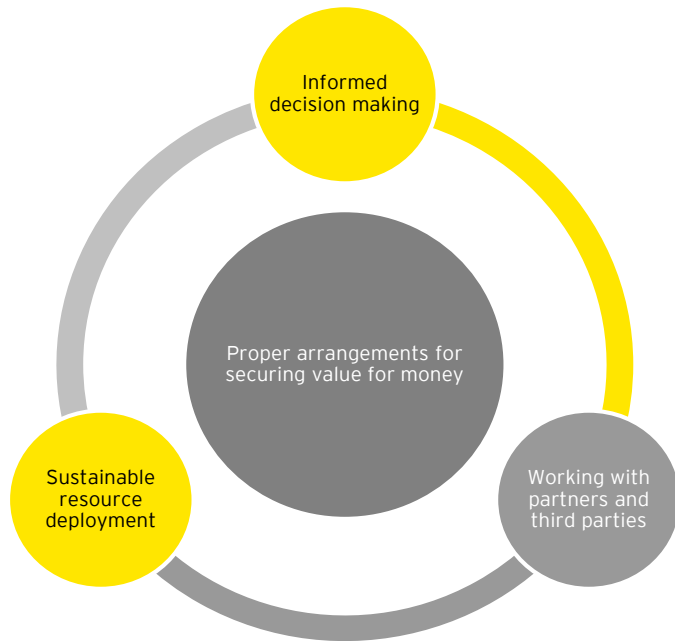 Informed
decision making
Proper arrangements for
securing value for money
Sustainable
resource
deployment
Working with
partners and
third parties